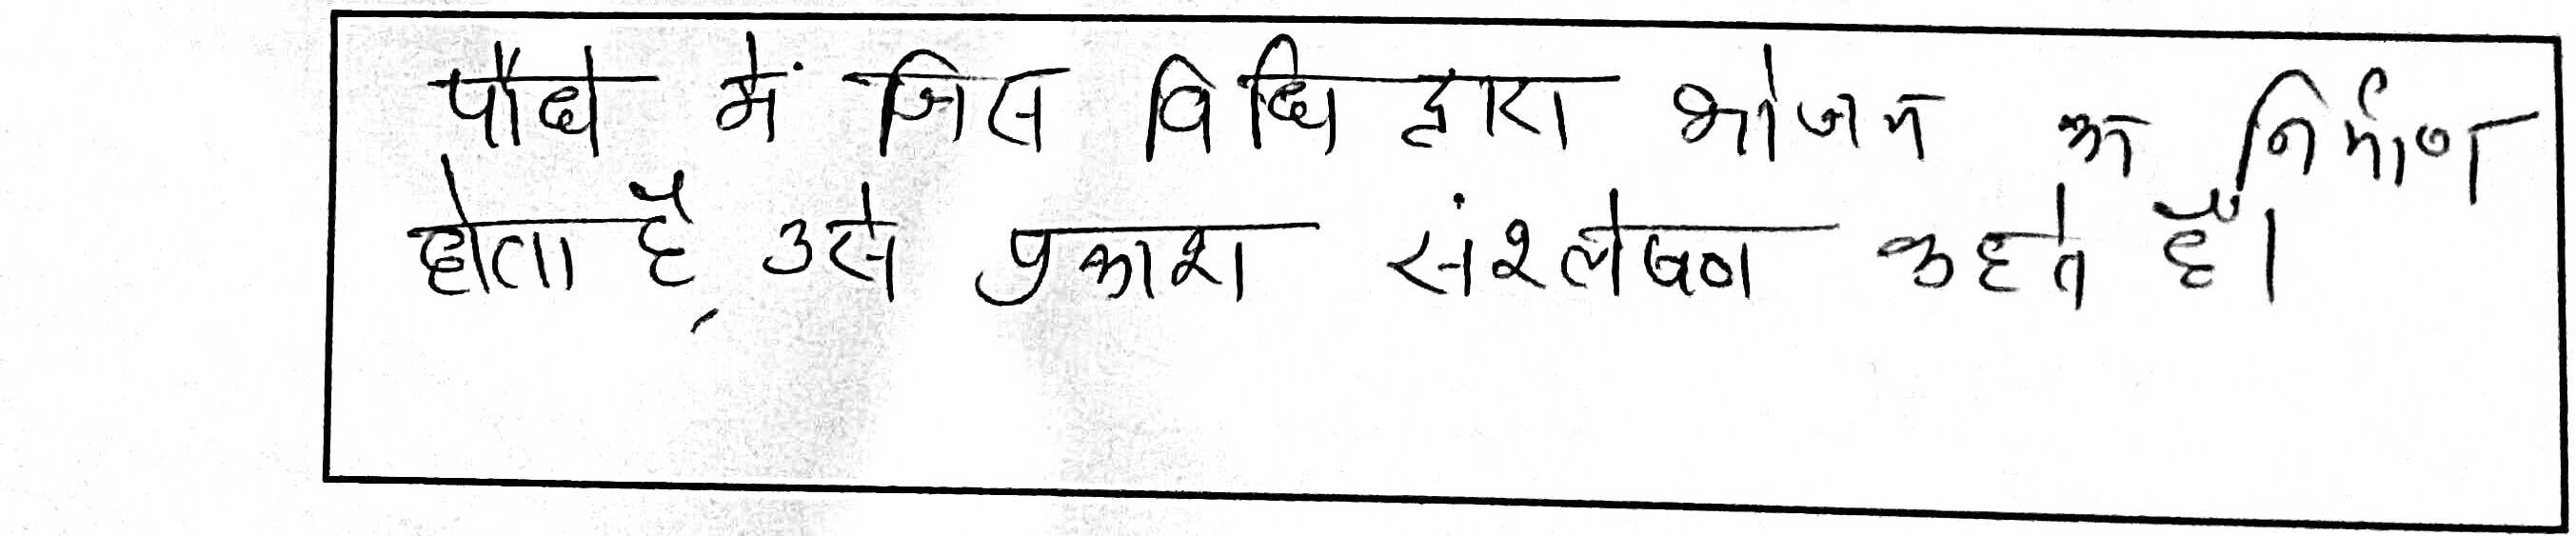 पौधे में जिस विधि द्वारा भोजन का निर्माण
होता है, उसे प्रकाश संश्लेषण कहते हैं।